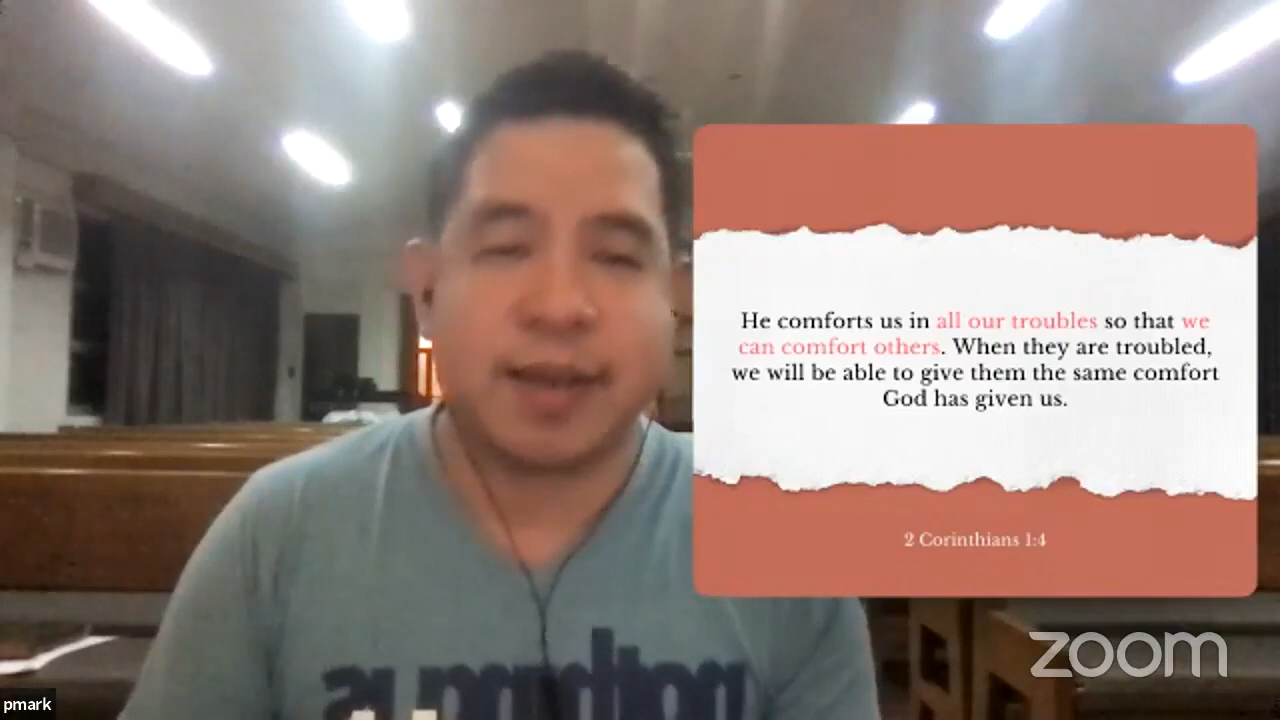 He comforts us in all our troubles so that we
can comfort others. When they are troubled,
we will be able to give them the same comfort
God has given us.
2 Corinthians 1:4
zoom
pmark